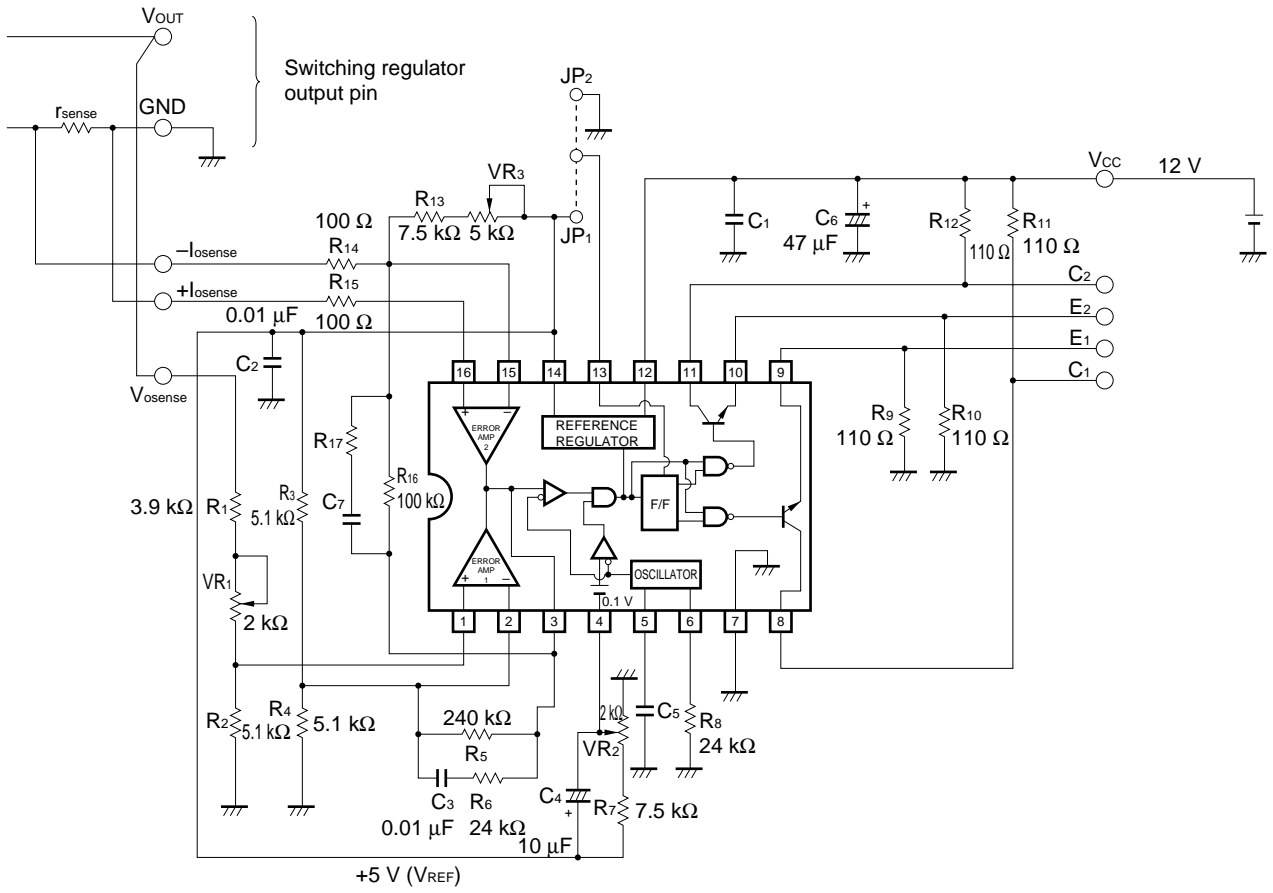 VOUT
Switching regulator
output pin
rsense
GND
JP2
JP1
VR3
R13
7.5 kΩ
5 kΩ
100 Ω
R14
–Iosense
+Iosense
R15
100 Ω
0.01 μF
C2
Vosense
VCC
12 V
C1
C6
+
47 μF
R12
110 Ω
R11
110 Ω
C2
E2
E1
C1
R9
110 Ω
R10
110 Ω
16
15
14
13
12
11
10
9
+
–
ERROR
AMP
2
REFERENCE
REGULATOR
F/F
ERROR
AMP
1
+
–
OSCILLATOR
0.1 V
1
2
3
4
5
6
7
8
R17
C7
R16
100 kΩ
3.9 kΩ
R1
R3
5.1 kΩ
VR1
2 kΩ
R2
5.1 kΩ
R4
5.1 kΩ
240 kΩ
R5
C3
0.01 μF
R6
24 kΩ
C4
+
10 μF
2 kΩ
VR2
R7
7.5 kΩ
C5
R8
24 kΩ
+5 V (VREF)